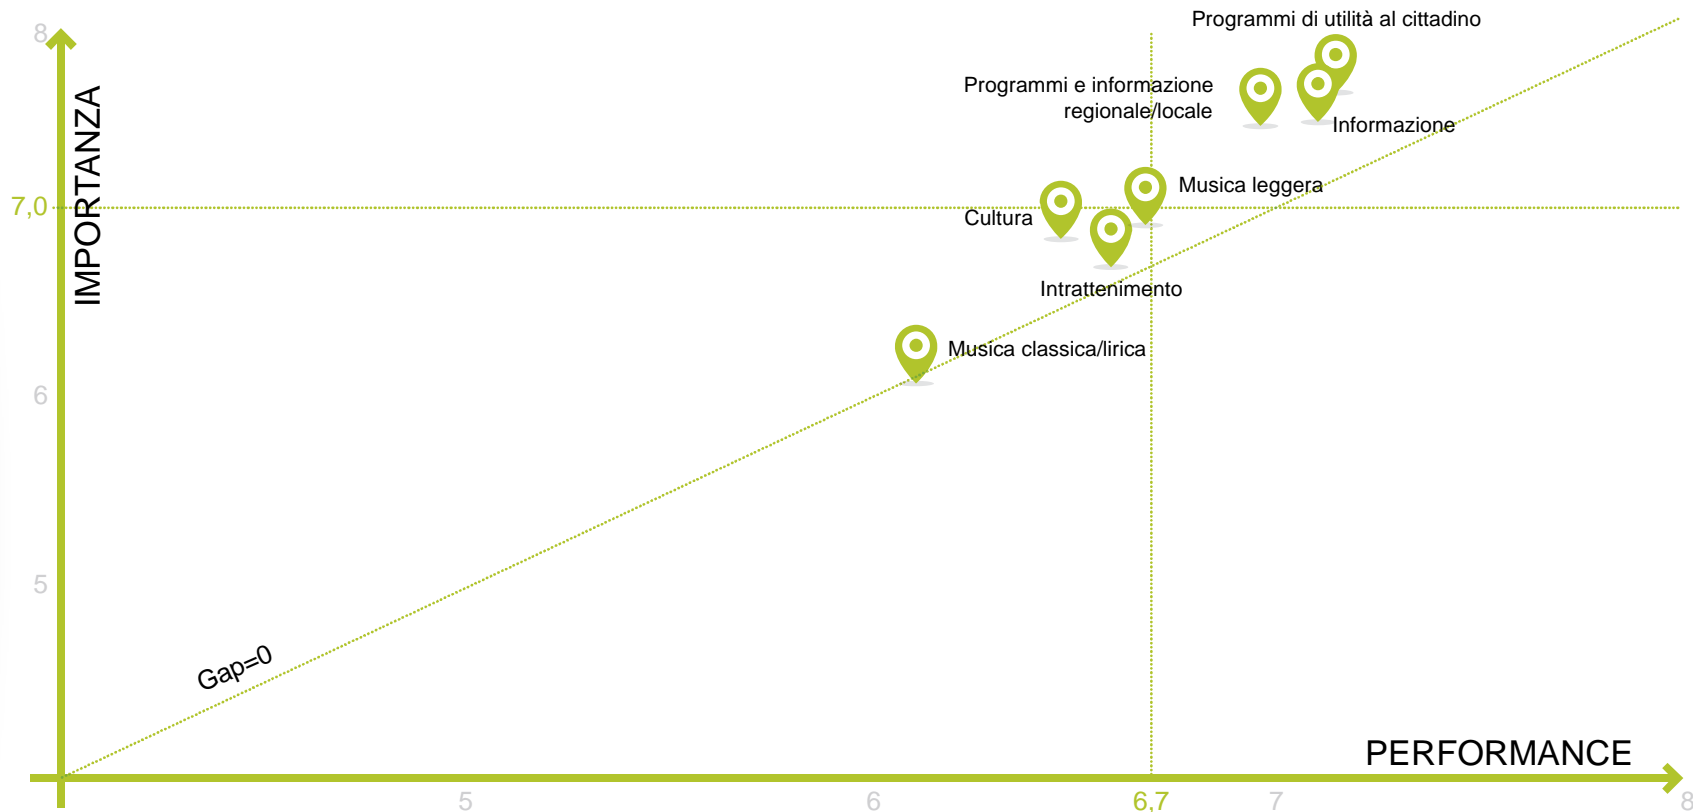 Programmi di utilità al cittadino
8
Programmi e informazione
regionale/locale
IMPORTANZA
Informazione
Musica leggera
7,0
Cultura
Intrattenimento
Musica classica/lirica
6
5
Gap=0
PERFORMANCE
5
6
6,7
7
8